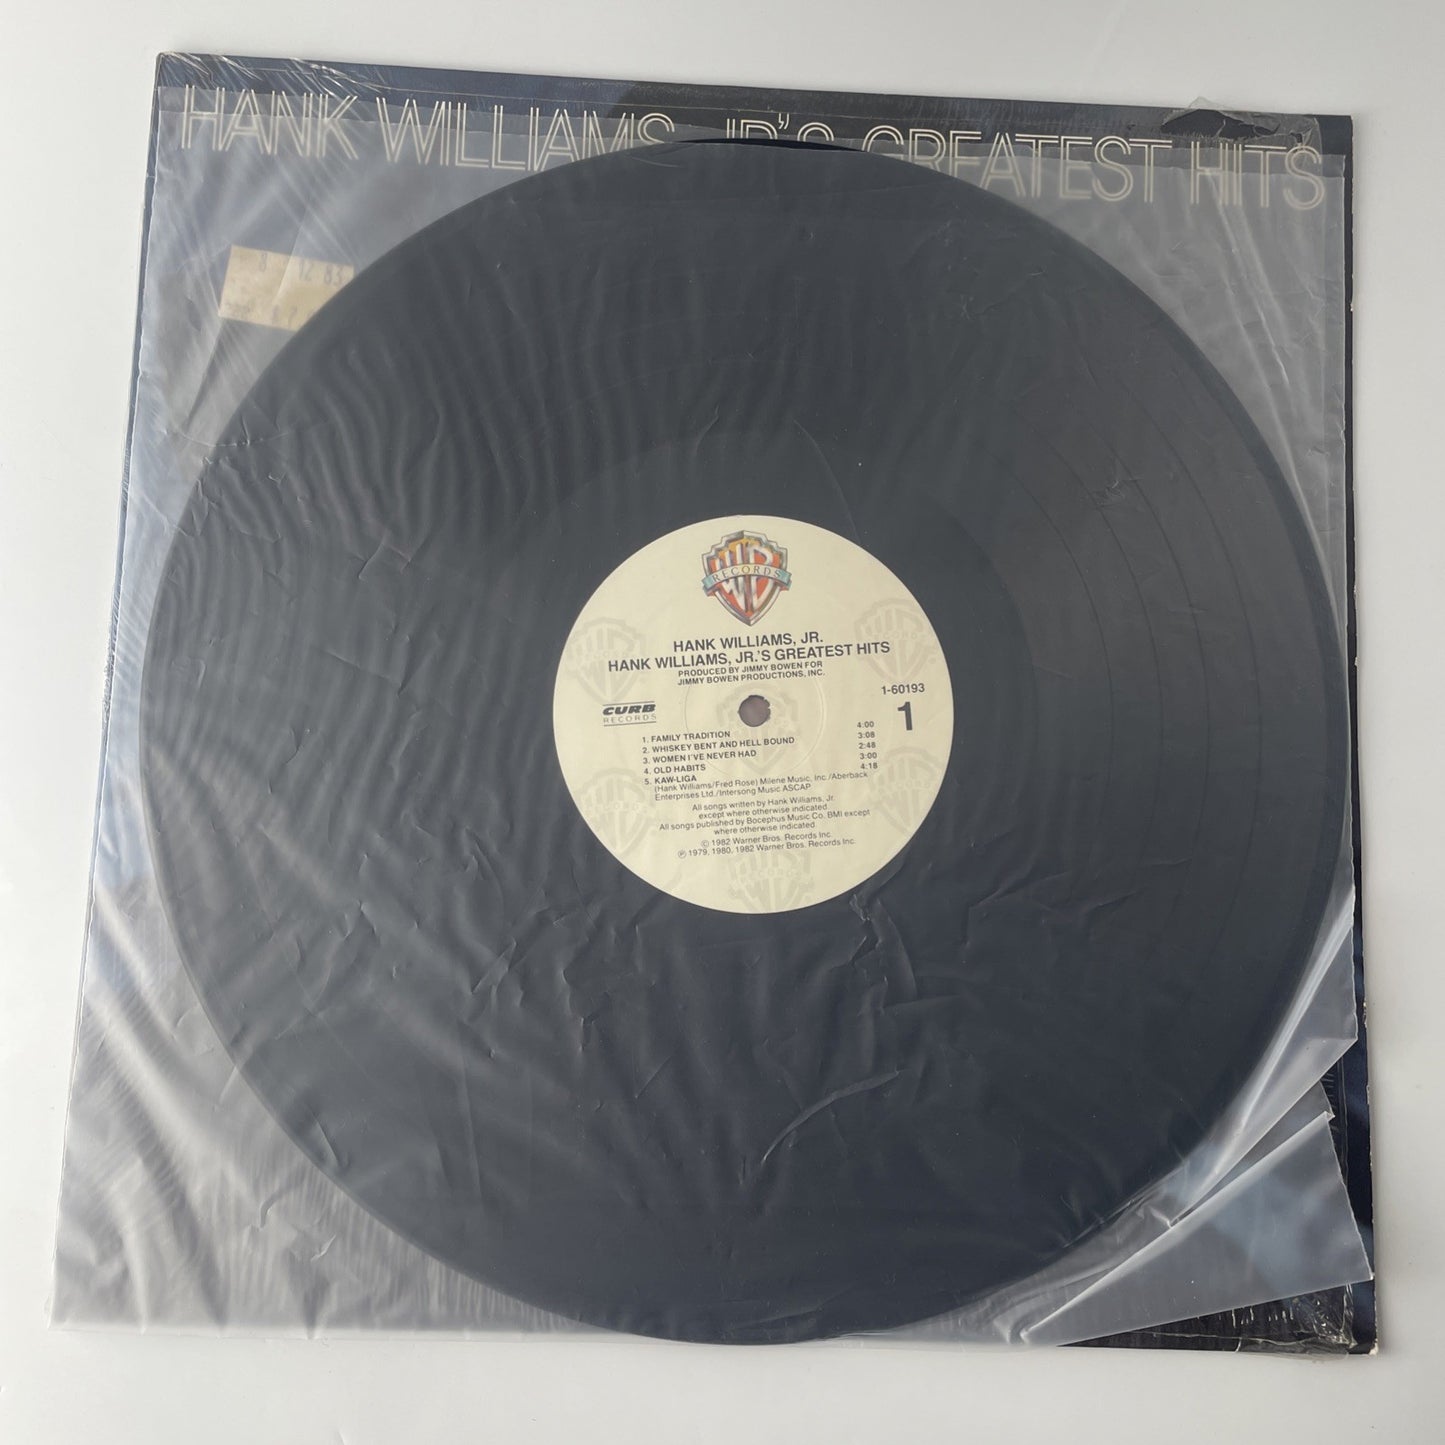 HANK WILLIAMS, JR'S GREATEST HITS
8 12 83
WB
RECORDS
HANK WILLIAMS, JR.
HANK WILLIAMS, JR.'S GREATEST HITS
PRODUCED BY JIMMY BOWEN FOR
JIMMY BOWEN PRODUCTIONS, INC.
1-60193
CURB
RECORDS
1
1. FAMILY TRADITION 4:00
2. WHISKEY BENT AND HELL BOUND 3:08
3. WOMEN I'VE NEVER HAD 2:48
4. OLD HABITS 3:00
5. KAW-LIGA 4:18
(Hank Williams/Fred Rose) Milene Music, Inc./Aberback
Enterprises Ltd./Intersong Music ASCAP
All songs written by Hank Williams, Jr.
except where otherwise indicated
All songs published by Bocephus Music Co. BMI except
where otherwise indicated
© 1982 Warner Bros. Records Inc.
℗ 1979, 1980, 1982 Warner Bros. Records Inc.